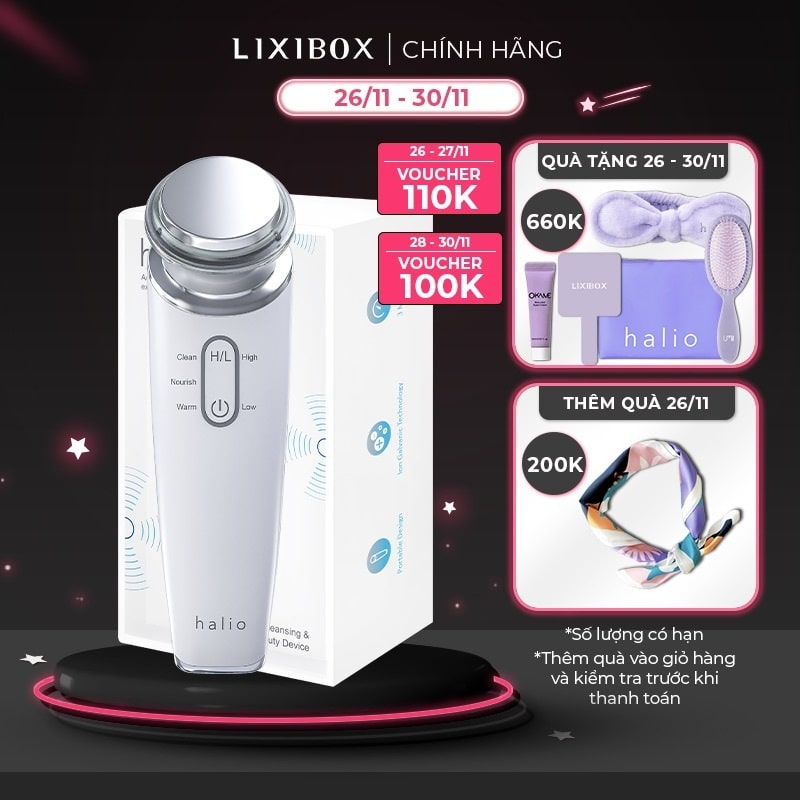 LIXIBOX | CHÍNH HÃNG
26/11 - 30/11
26 - 27/11
VOUCHER
110K
28 - 30/11
VOUCHER
100K
QUÀ TẶNG 26 - 30/11
660K
LIXIBOX
OKAME
halio
THÊM QUÀ 26/11
200K
*Số lượng có hạn
*Thêm quà vào giỏ hàng
và kiểm tra trước khi
thanh toán
Clean H/L High
Nourish
Warm Low
halio
Ion Galvanic Technology
Portable Design
eansing &
uty Device